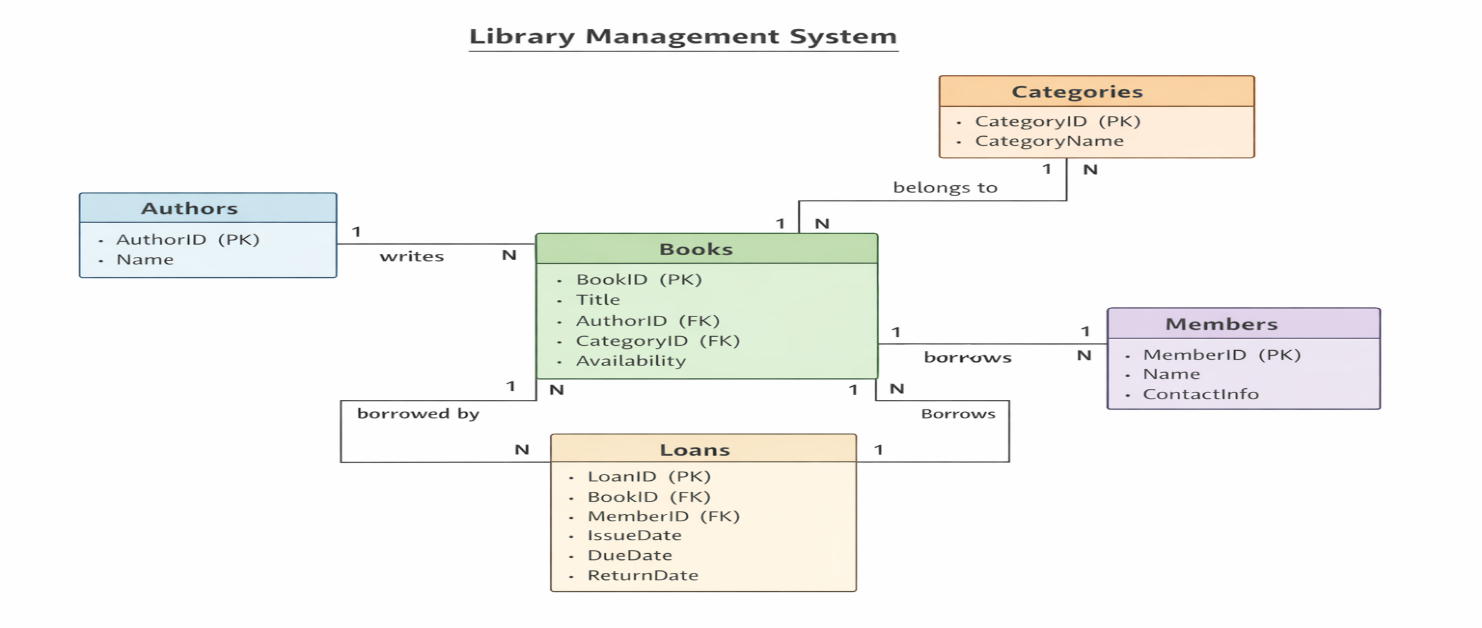 Library Management System
Categories
· CategoryID (PK)
· CategoryName
1 N
belongs to
1 N
Authors
· AuthorID (PK)
· Name
1
writes
N
Books
· BookID (PK)
· Title
· AuthorID (FK)
· CategoryID (FK)
· Availability
1
borrows
1
N
Members
· MemberID (PK)
· Name
· ContactInfo
1 N
borrowed by
N
1 N
Borrows
1
Loans
· LoanID (PK)
· BookID (FK)
· MemberID (FK)
· IssueDate
· DueDate
· ReturnDate